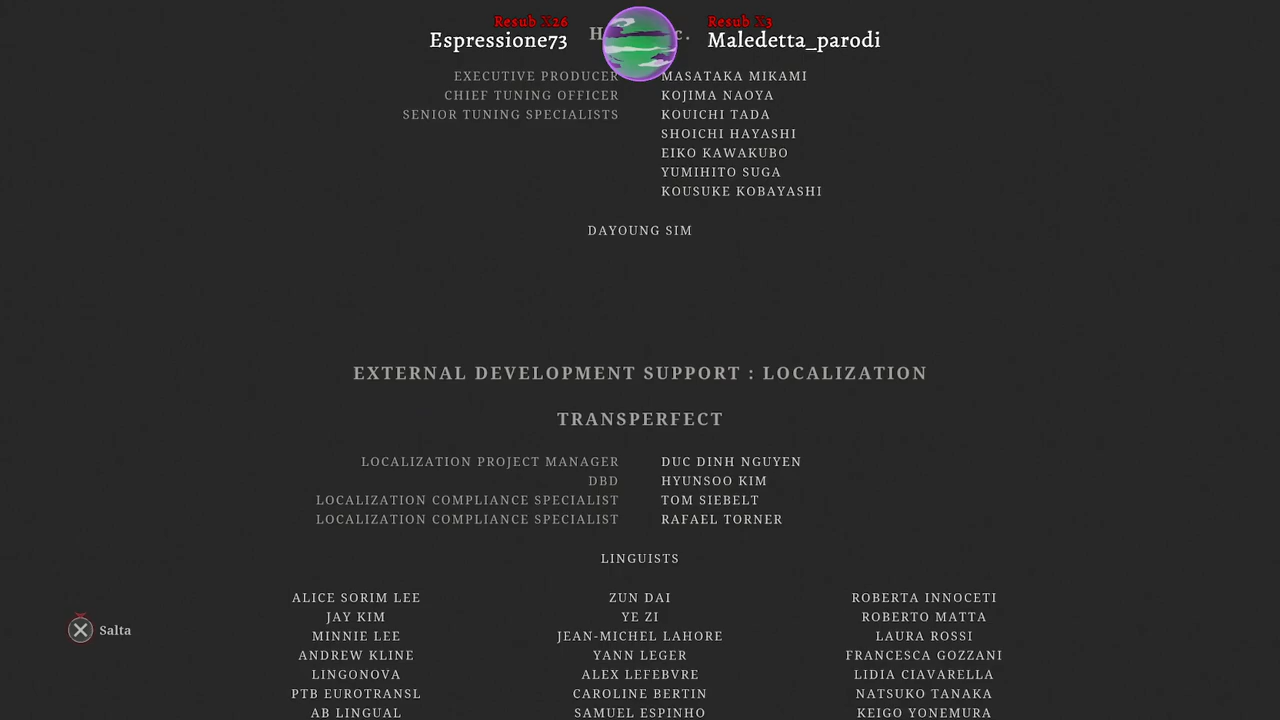 Resub X26 Resub X3
Espressione73 Maledetta_parodi
EXECUTIVE PRODUCER MASATAKA MIKAMI
CHIEF TUNING OFFICER KOJIMA NAOYA
SENIOR TUNING SPECIALISTS KOUICHI TADA
SHOICHI HAYASHI
EIKO KAWAKUBO
YUMIHITO SUGA
KOUSUKE KOBAYASHI
DAYOUNG SIM
EXTERNAL DEVELOPMENT SUPPORT : LOCALIZATION
TRANSPERFECT
LOCALIZATION PROJECT MANAGER DUC DINH NGUYEN
DBD HYUNSOO KIM
LOCALIZATION COMPLIANCE SPECIALIST TOM SIEBELT
LOCALIZATION COMPLIANCE SPECIALIST RAFAEL TORNER
LINGUISTS
ALICE SORIM LEE ZUN DAI ROBERTA INNOCETI
JAY KIM YE ZI ROBERTO MATTA
Salta
MINNIE LEE JEAN-MICHEL LAHORE LAURA ROSSI
ANDREW KLINE YANN LEGER FRANCESCA GOZZANI
LINGONOVA ALEX LEFEBVRE LIDIA CIAVARELLA
PTB EUROTRANSL CAROLINE BERTIN NATSUKO TANAKA
AB LINGUAL SAMUEL ESPINHO KEIGO YONEMURA